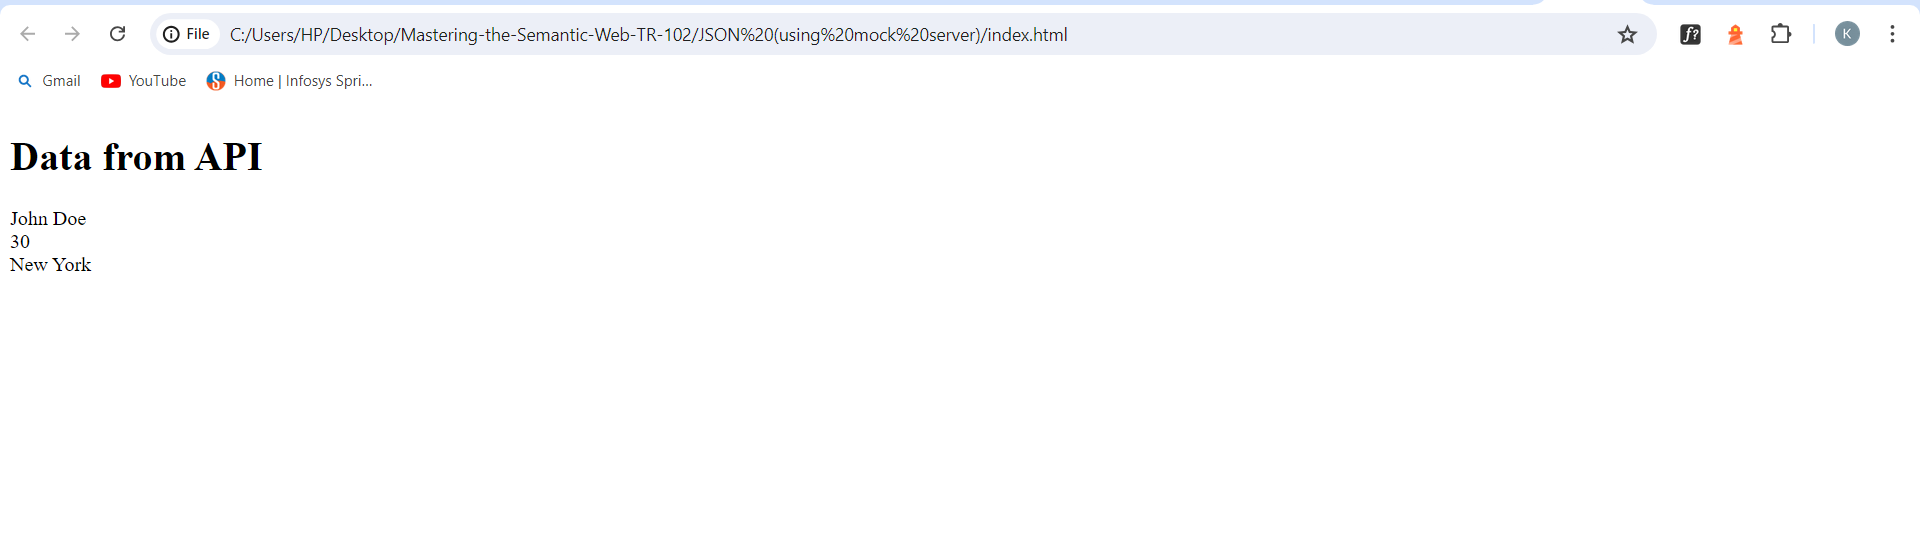 File C:/Users/HP/Desktop/Mastering-the-Semantic-Web-TR-102/JSON%20(using%20mock%20server)/index.html f? K
Gmail YouTube Home | Infosys Spri...
Data from API
John Doe
30
New York